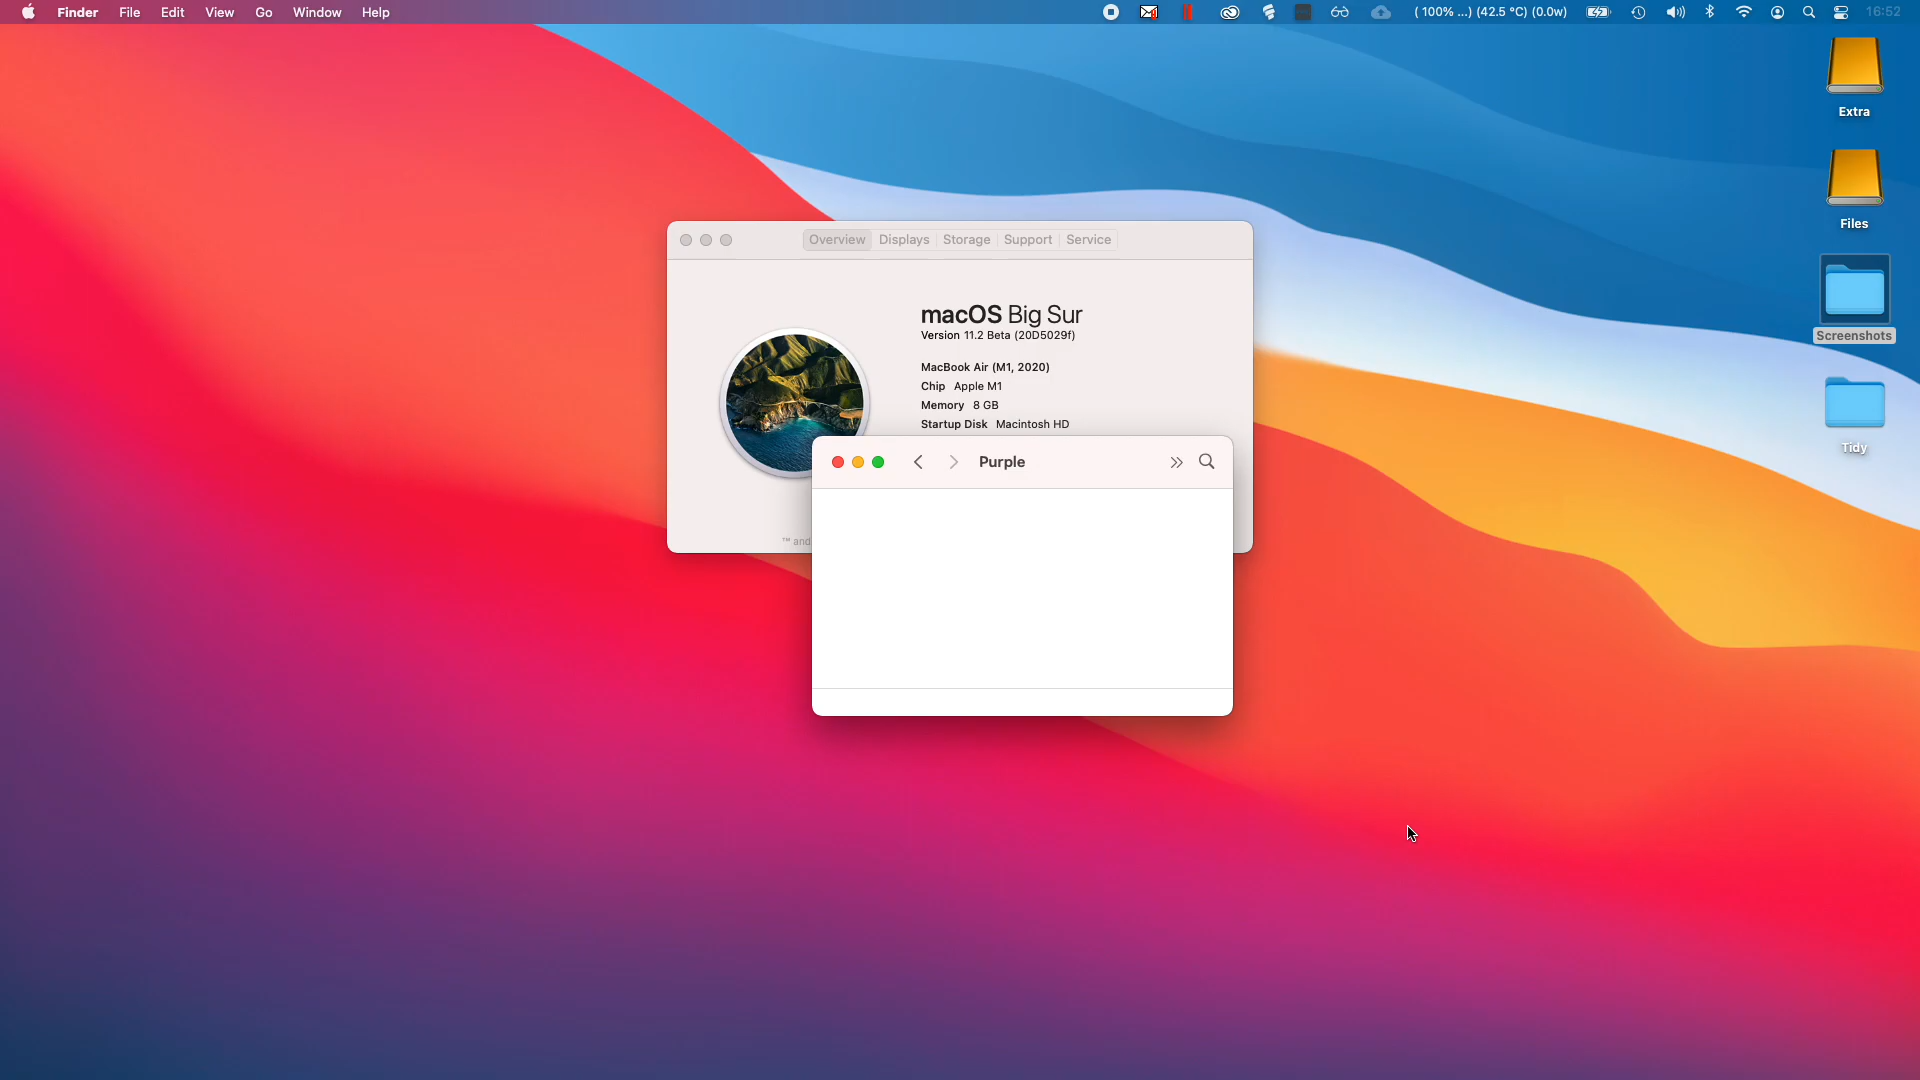 Finder File Edit View Go Window Help ( 100% ...) (42.5 °C) (0.0w) 16:52
Extra
Files
Screenshots
Tidy
Overview Displays Storage Support Service
macOS Big Sur
Version 11.2 Beta (20D5029f)
MacBook Air (M1, 2020)
Chip Apple M1
Memory 8 GB
Startup Disk Macintosh HD
™ and
Purple